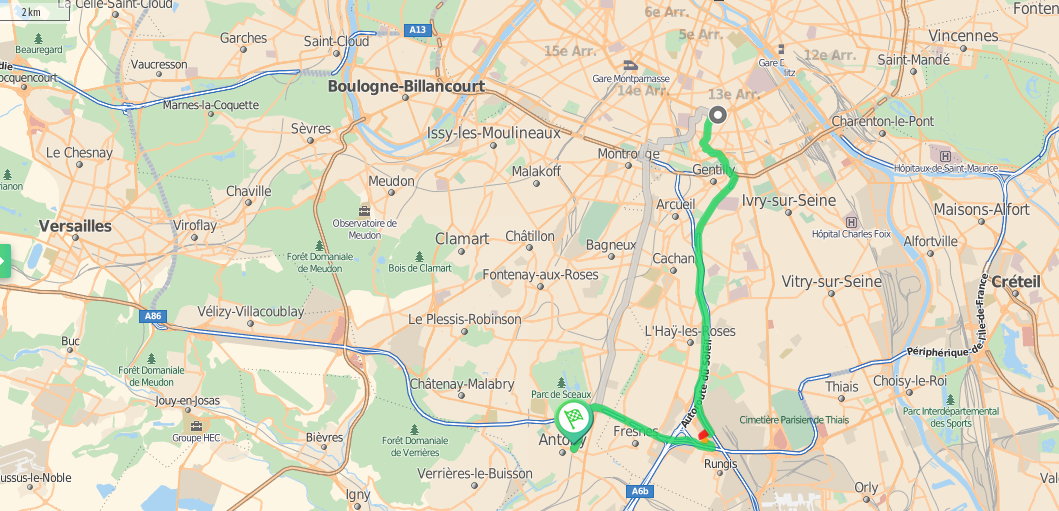 La Celle-Saint-Cloud
2 km
6e Arr.
Fonten
A13
5e Arr.
Garches
Saint-Cloud
Vincennes
Beauregard
15e Arr.
12e Arr.
Gare
litz
Saint-Mandé
die
Vaucresson
Gare Montparnasse
ocquencourt
Boulogne-Billancourt
14e Arr.
13e Arr.
Marnes-la-Coquette
Charenton-le-Pont
Sèvres
Issy-les-Moulineaux
Le Chesnay
Montrouge
Hôpitaux de Saint-Maurice
Malakoff
Gentilly
rianon
Meudon
Chaville
Ivry-sur-Seine
Arcueil
Maisons-Alfort
Versailles
Viroflay
Observatoire de
Meudon
Hôpital Charles Foix
Clamart
Châtillon
Bagneux
Alfortville
Forêt Domaniale
de Meudon
Bois de Clamart
Cachan
Fontenay-aux-Roses
Vitry-sur-Seine
Créteil
A86
Vélizy-Villacoublay
Le Plessis-Robinson
L'Haÿ-les-Roses
Périphérique de l'Île-de-France
Buc
Autoroute du Soleil
Forêt Domaniale
de Meudon
Châtenay-Malabry
Parc de Sceaux
Thiais
Choisy-le-Roi
Jouy-en-Josas
Parc Interdépartemental
des Sports
Groupe HEC
Cimetière Parisien de Thiais
Bièvres
Forêt Domaniale
de Verrières
Antony
Fresnes
Rungis
Verrières-le-Buisson
ussus-le-Noble
Igny
A6b
Orly
Val